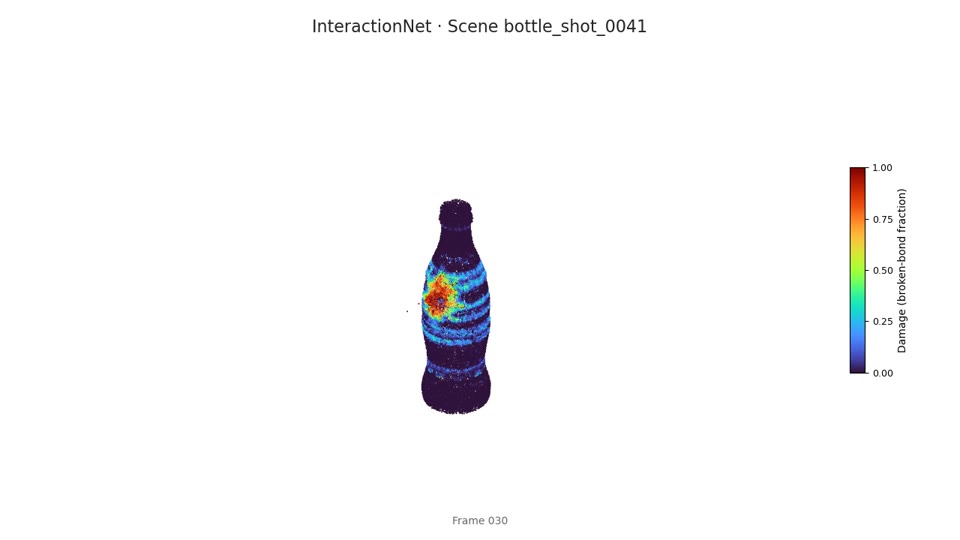 InteractionNet · Scene bottle_shot_0041
1.00
0.75
0.50
0.25
0.00
Damage (broken-bond fraction)
Frame 030